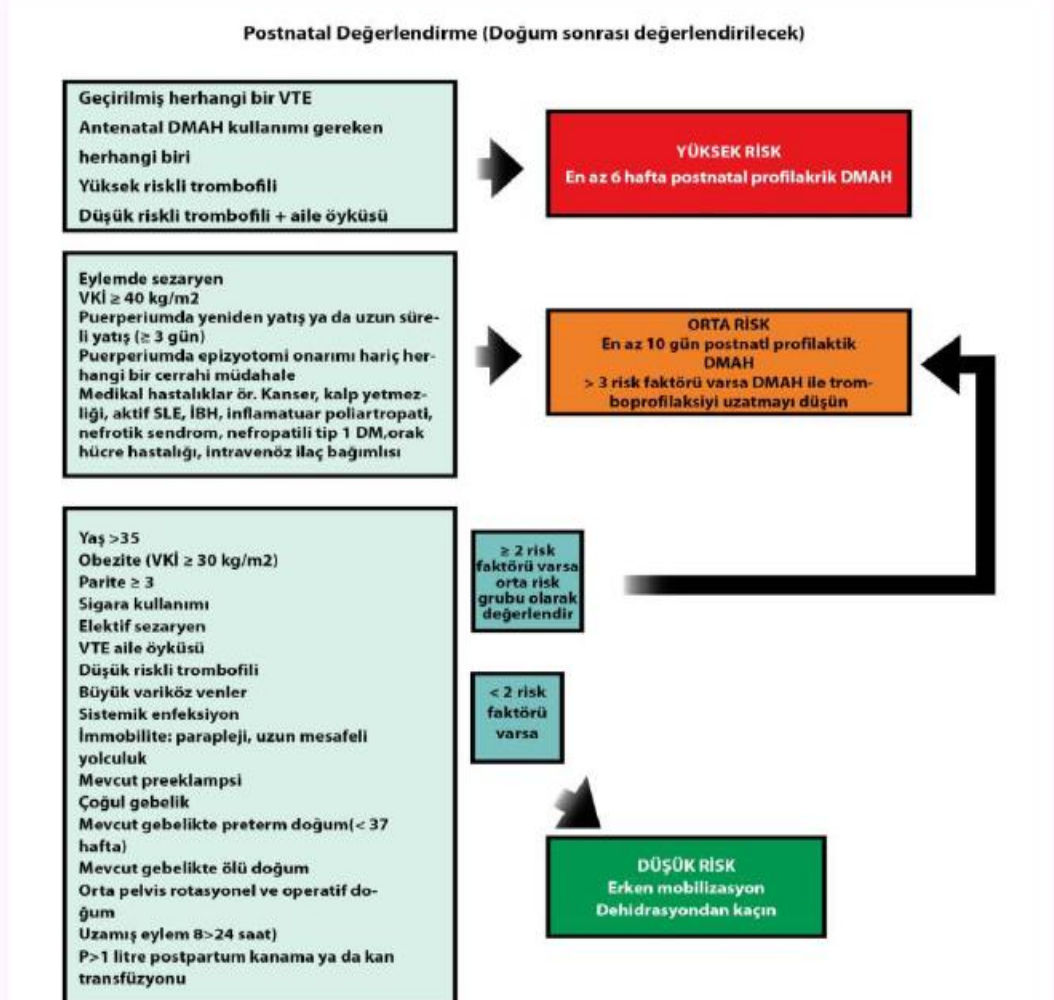 Postnatal Değerlendirme (Doğum sonrası değerlendirilecek)
Geçirilmiş herhangi bir VTE
Antenatal DMAH kullanımı gereken
herhangi biri
Yüksek riskli trombofili
Düşük riskli trombofili + aile öyküsü
YÜKSEK RİSK
En az 6 hafta postnatal profilakrik DMAH
Eylemde sezaryen
VKİ ≥ 40 kg/m2
Puerperiumda yeniden yatış ya da uzun süre-
li yatış (≥ 3 gün)
Puerperiumda epizyotomi onarımı hariç her-
hangi bir cerrahi müdahale
Medikal hastalıklar ör. Kanser, kalp yetmez-
liği, aktif SLE, İBH, inflamatuar poliartropati,
nefrotik sendrom, nefropatili tip 1 DM,orak
hücre hastalığı, intravenöz ilaç bağımlısı
ORTA RİSK
En az 10 gün postnatl profilaktik
DMAH
> 3 risk faktörü varsa DMAH ile trom-
boprofilaksiyi uzatmayı düşün
Yaş >35
Obezite (VKİ ≥ 30 kg/m2)
Parite ≥ 3
Sigara kullanımı
Elektif sezaryen
VTE aile öyküsü
Düşük riskli trombofili
Büyük variköz venler
Sistemik enfeksiyon
İmmobilite: parapleji, uzun mesafeli
yolculuk
Mevcut preeklampsi
Çoğul gebelik
Mevcut gebelikte preterm doğum(< 37
hafta)
Mevcut gebelikte ölü doğum
Orta pelvis rotasyonel ve operatif do-
ğum
Uzamış eylem 8>24 saat)
P>1 litre postpartum kanama ya da kan
transfüzyonu
≥ 2 risk
faktörü varsa
orta risk
grubu olarak
değerlendir
< 2 risk
faktörü
varsa
DÜŞÜK RİSK
Erken mobilizasyon
Dehidrasyondan kaçın